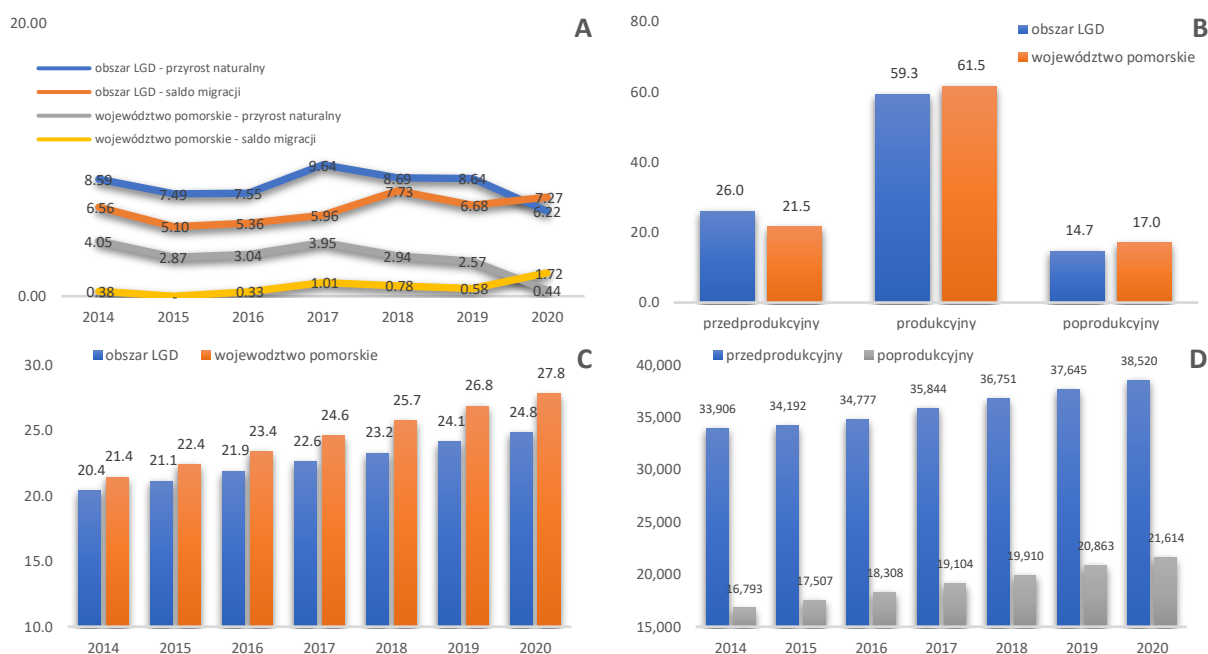 A
20.00
obszar LGD - przyrost naturalny
obszar LGD - saldo migracji
województwo pomorskie - przyrost naturalny
województwo pomorskie - saldo migracji
8.59 7.49 7.55 9.64 8.69 8.64 6.22
6.56 5.10 5.36 5.96 7.73 6.68 7.27
4.05 2.87 3.04 3.95 2.94 2.57 0.44
0.38 0.33 1.01 0.78 0.58 1.72
0.00
2014 2015 2016 2017 2018 2019 2020
B
obszar LGD
województwo pomorskie
80.0
60.0
40.0
20.0
0.0
26.0 21.5 59.3 61.5 14.7 17.0
przedprodukcyjny produkcyjny poprodukcyjny
C
obszar LGD wojewodztwo pomorskie
30.0
25.0
20.0
15.0
10.0
20.4 21.4 21.1 22.4 21.9 23.4 22.6 24.6 23.2 25.7 24.1 26.8 24.8 27.8
2014 2015 2016 2017 2018 2019 2020
D
przedprodukcyjny poprodukcyjny
40,000
35,000
30,000
25,000
20,000
15,000
33,906 34,192 34,777 35,844 36,751 37,645 38,520
16,793 17,507 18,308 19,104 19,910 20,863 21,614
2014 2015 2016 2017 2018 2019 2020